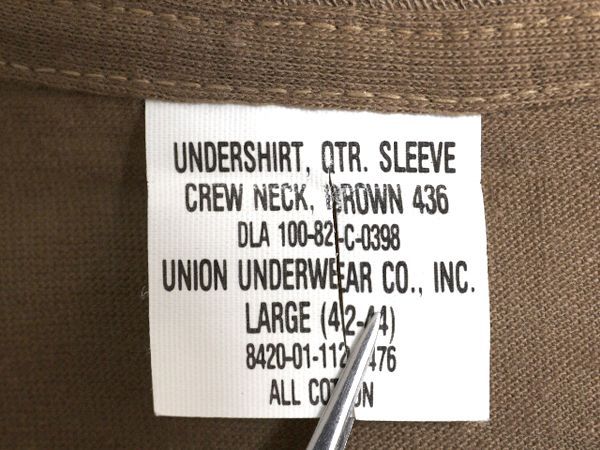 UNDERSHIRT, QTR. SLEEVE
CREW NECK, BROWN 436
DLA 100-82-C-0398
UNION UNDERWEAR CO., INC.
LARGE (42-44)
8420-01-112-
ALL COTTON